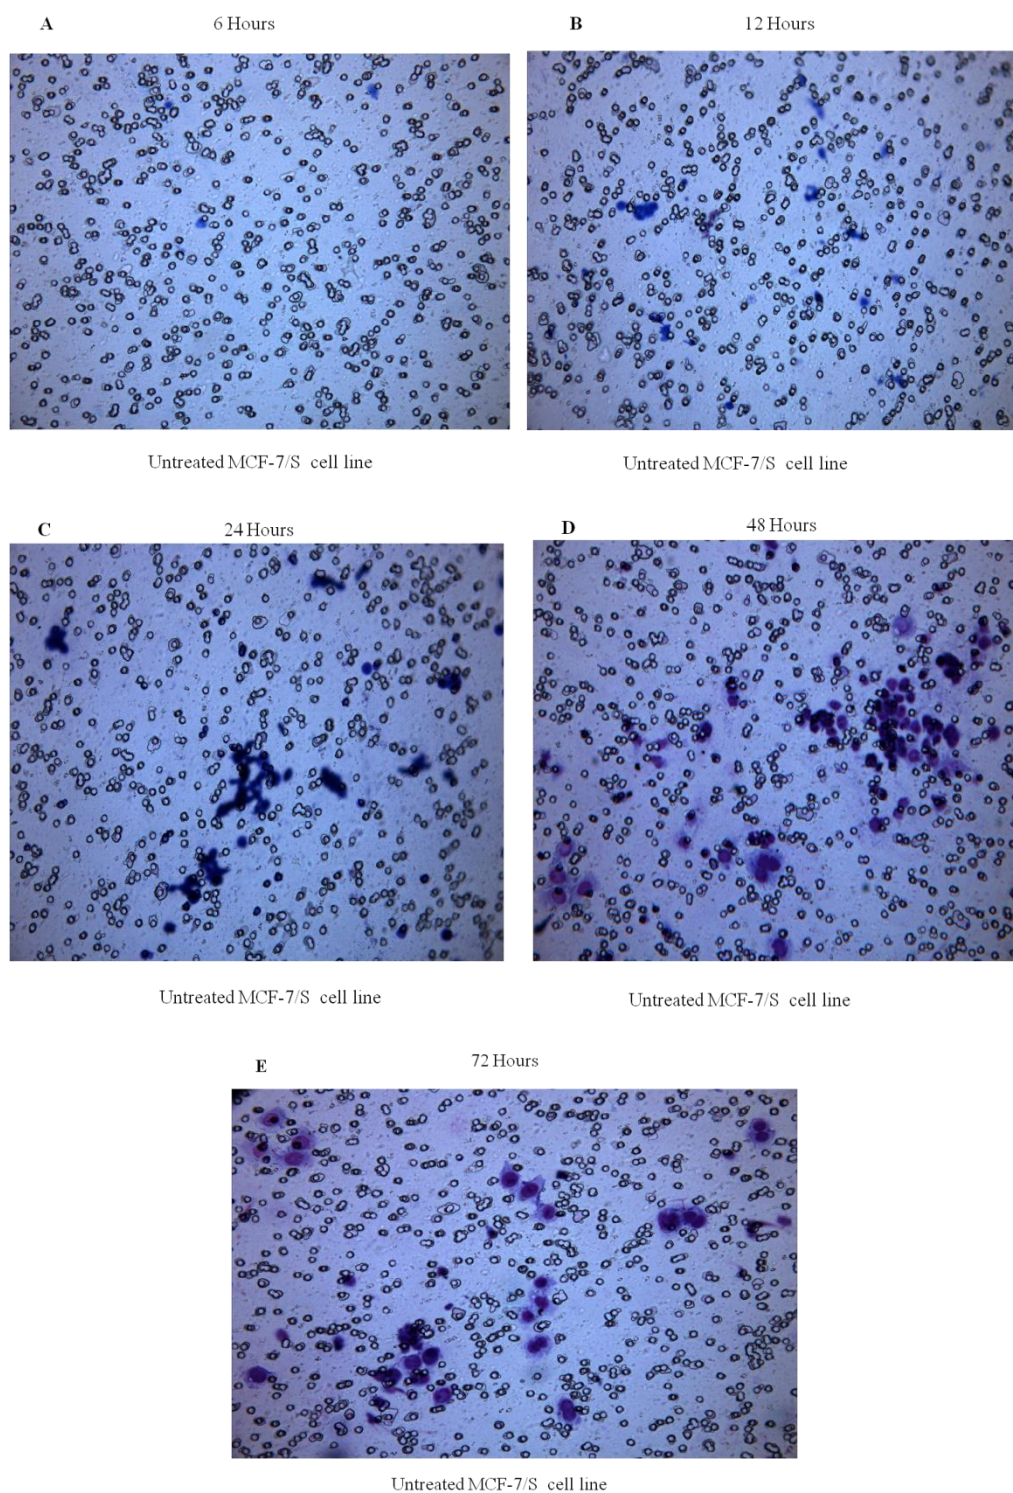 A 6 Hours
B 12 Hours
Untreated MCF-7/S cell line
Untreated MCF-7/S cell line
C 24 Hours
D 48 Hours
Untreated MCF-7/S cell line
Untreated MCF-7/S cell line
E 72 Hours
Untreated MCF-7/S cell line